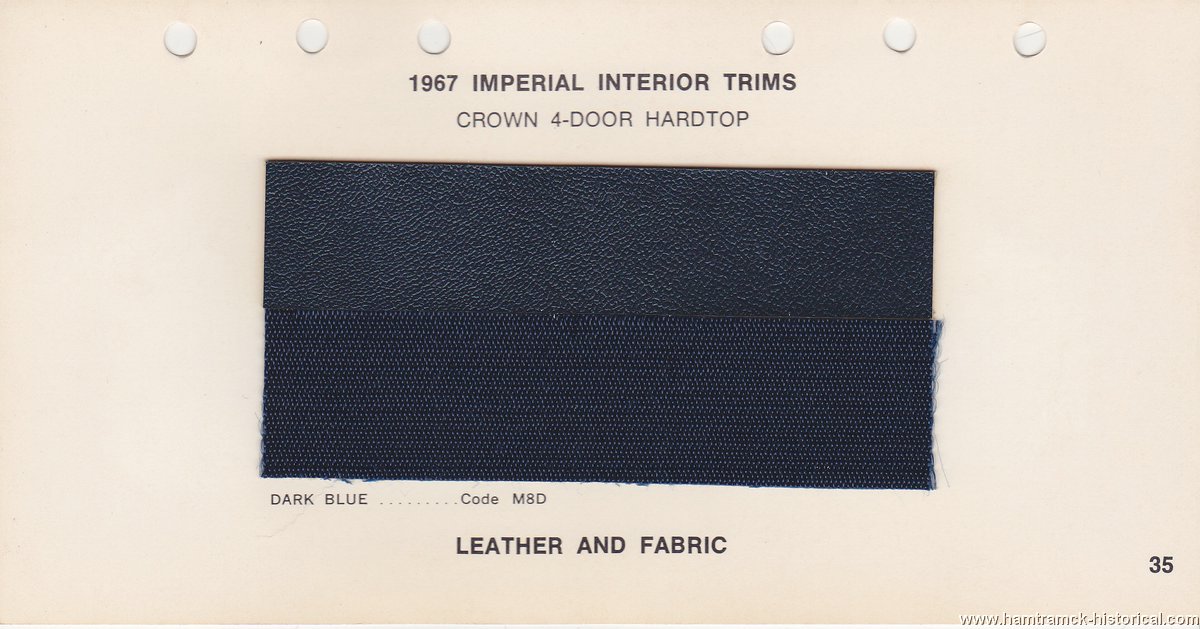 1967 IMPERIAL INTERIOR TRIMS
CROWN 4-DOOR HARDTOP
DARK BLUE .........Code M8D
LEATHER AND FABRIC
35
www.hamtramck-historical.com